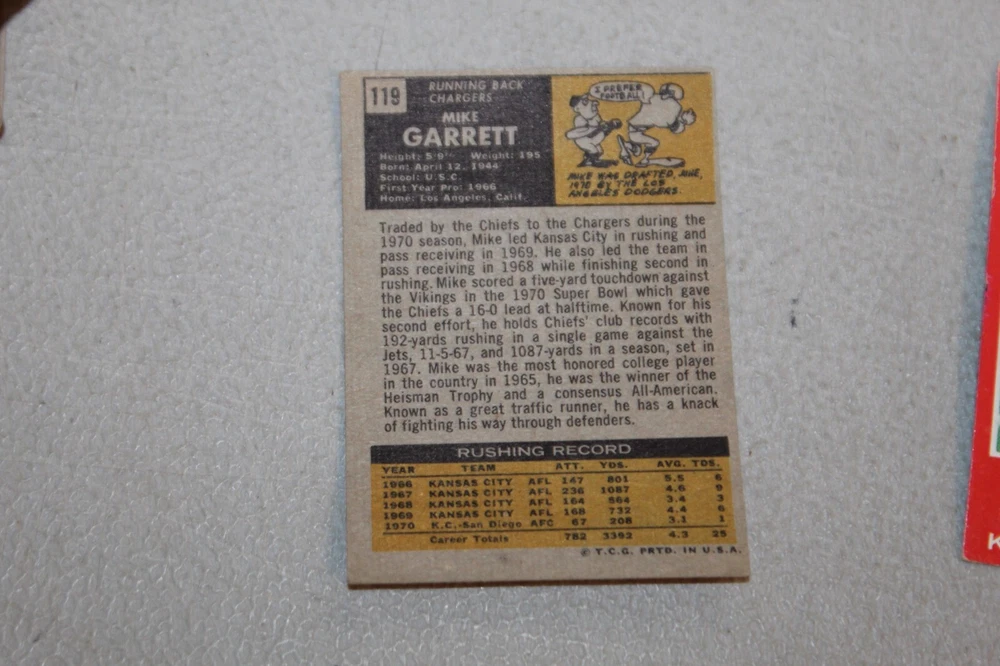 119
RUNNING BACK
CHARGERS
MIKE
GARRETT
Height: 5'9" Weight: 195
Born: April 12, 1944
School: U.S.C.
First Year Pro: 1966
Home: Los Angeles, Calif.
I PREFER
FOOTBALL!
MIKE WAS DRAFTED, JUNE,
1970 BY THE LOS
ANGELES DODGERS.
Traded by the Chiefs to the Chargers during the
1970 season, Mike led Kansas City in rushing and
pass receiving in 1969. He also led the team in
pass receiving in 1968 while finishing second in
rushing. Mike scored a five-yard touchdown against
the Vikings in the 1970 Super Bowl which gave
the Chiefs a 16-0 lead at halftime. Known for his
second effort, he holds Chiefs' club records with
192-yards rushing in a single game against the
Jets, 11-5-67, and 1087-yards in a season, set in
1967. Mike was the most honored college player
in the country in 1965, he was the winner of the
Heisman Trophy and a consensus All-American.
Known as a great traffic runner, he has a knack
of fighting his way through defenders.
RUSHING RECORD
YEAR TEAM ATT. YDS. AVG. TDS.
1966 KANSAS CITY AFL 147 801 5.5 6
1967 KANSAS CITY AFL 236 1087 4.6 9
1968 KANSAS CITY AFL 164 564 3.4 3
1969 KANSAS CITY AFL 168 732 4.4 6
1970 K.C.-San Diego AFC 67 208 3.1 1
Career Totals 782 3392 4.3 25
© T.C.G. PRTD. IN U.S.A.
K